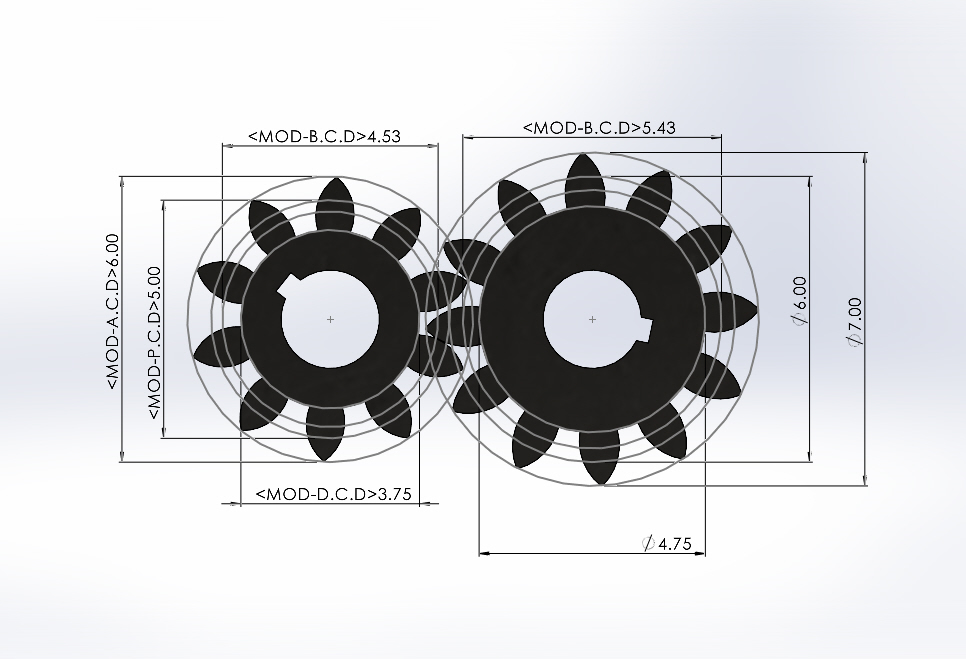 <MOD-B.C.D>4.53
<MOD-B.C.D>5.43
<MOD-A.C.D>6.00
<MOD-P.C.D>5.00
∅6.00
∅7.00
<MOD-D.C.D>3.75
∅4.75